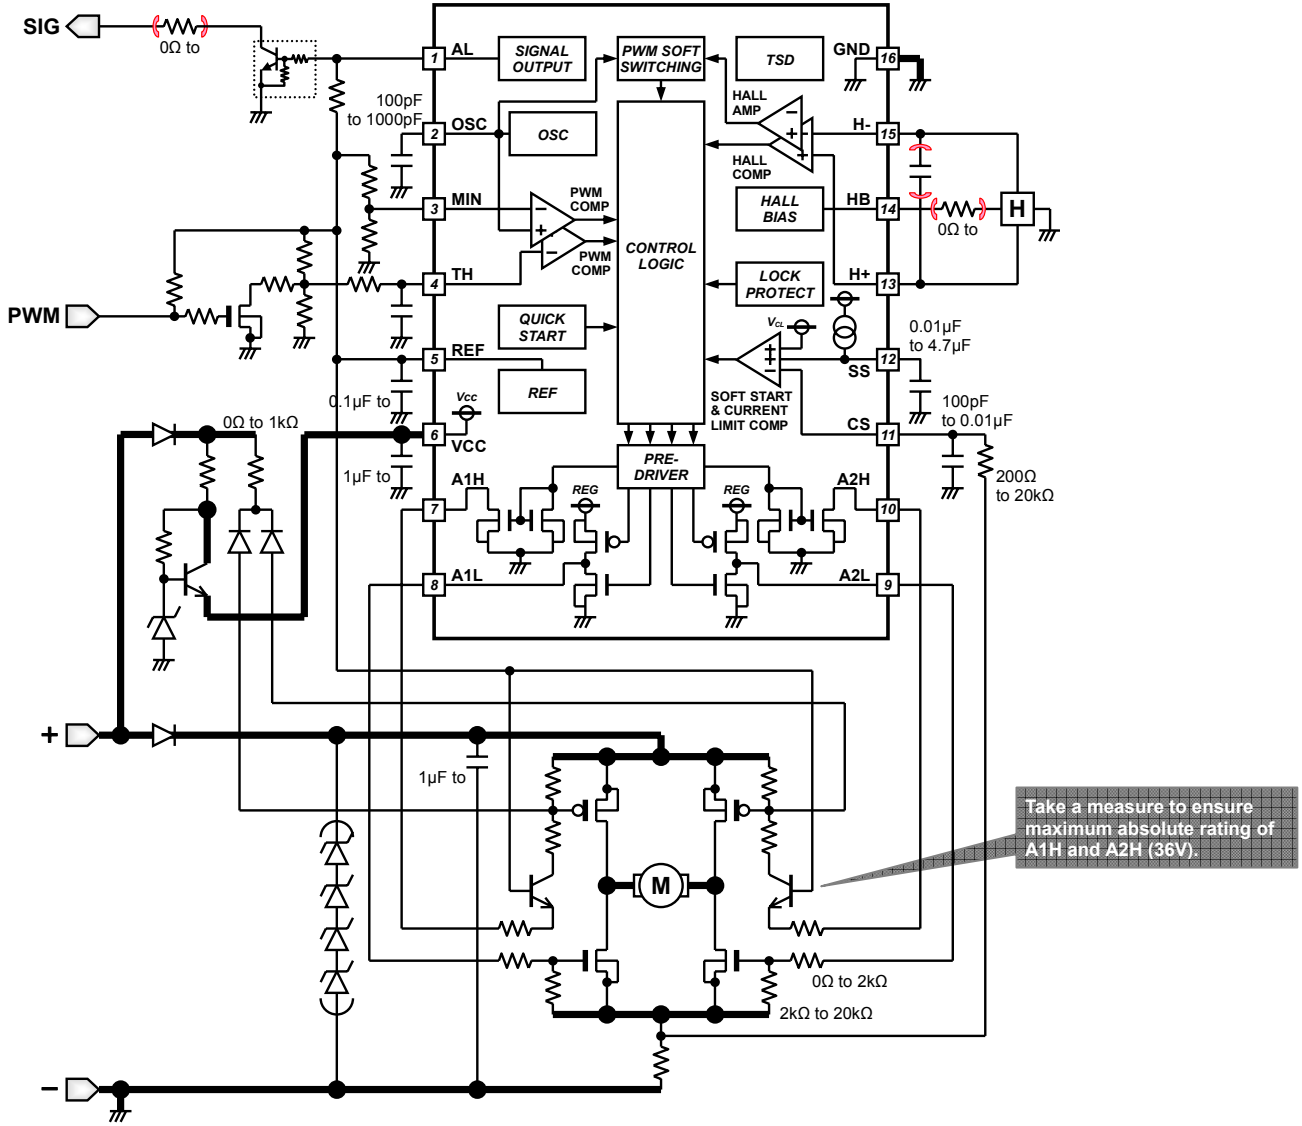 SIG
0Ω to
1
AL
SIGNAL
OUTPUT
PWM SOFT
SWITCHING
TSD
GND
16
100pF
to 1000pF
2
OSC
OSC
HALL
AMP
HALL
COMP
H-
15
MIN
3
PWM
COMP
PWM
COMP
CONTROL
LOGIC
HALL
BIAS
HB
14
0Ω to
H
TH
4
PWM
QUICK
START
LOCK
PROTECT
H+
13
VCL
0.01µF
to 4.7µF
REF
5
REF
12
SS
0.1µF to
Vcc
SOFT START
& CURRENT
LIMIT COMP
100pF
to 0.01µF
0Ω to 1kΩ
6
VCC
CS
11
1µF to
PRE-
DRIVER
200Ω
to 20kΩ
A1H
7
REG
REG
A2H
10
8
A1L
A2L
9
+
1µF to
Take a measure to ensure
maximum absolute rating of
A1H and A2H (36V).
M
0Ω to 2kΩ
2kΩ to 20kΩ
−